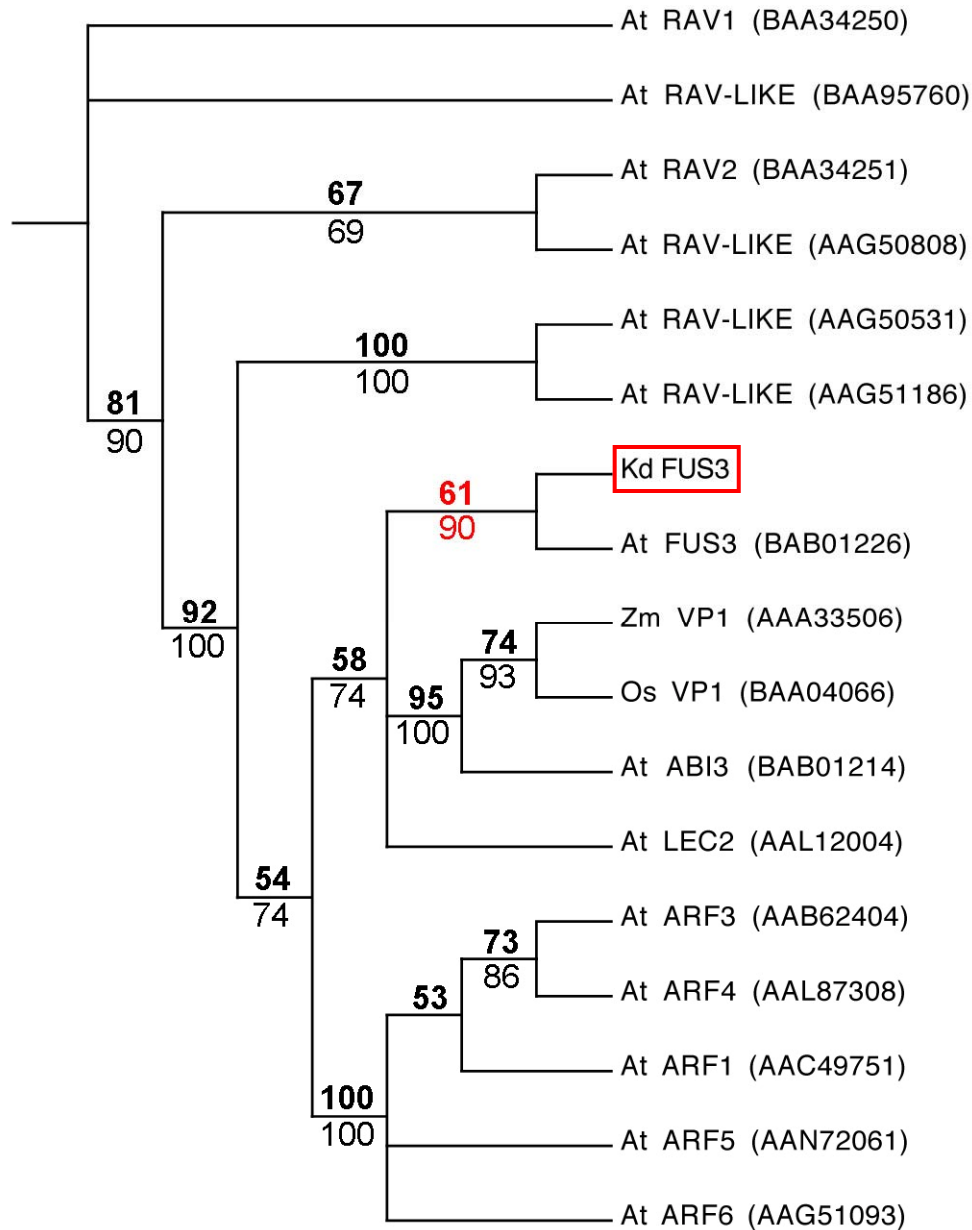 At RAV1 (BAA34250)
At RAV-LIKE (BAA95760)
At RAV2 (BAA34251)
67
69
At RAV-LIKE (AAG50808)
At RAV-LIKE (AAG50531)
100
100
At RAV-LIKE (AAG51186)
81
90
Kd FUS3
61
90
At FUS3 (BAB01226)
92
100
Zm VP1 (AAA33506)
74
93
58
74
Os VP1 (BAA04066)
95
100
At ABI3 (BAB01214)
At LEC2 (AAL12004)
54
74
At ARF3 (AAB62404)
73
86
At ARF4 (AAL87308)
53
At ARF1 (AAC49751)
100
100
At ARF5 (AAN72061)
At ARF6 (AAG51093)